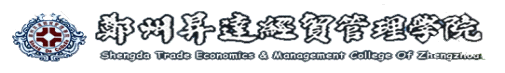 鄭州昇達經貿管理學院
Shengda Trade Economics & Management College Of Zhengzhou